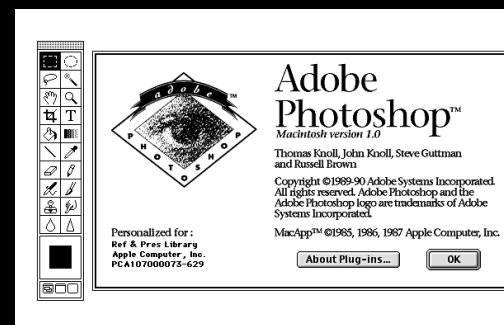 adobe ™
PHOTOSHOP
Adobe
Photoshop™
Macintosh version 1.0
Thomas Knoll, John Knoll, Steve Guttman
and Russell Brown
Copyright ©1989-90 Adobe Systems Incorporated.
All rights reserved. Adobe Photoshop and the
Adobe Photoshop logo are trademarks of Adobe
Systems Incorporated.
MacApp™ ©1985, 1986, 1987 Apple Computer, Inc.
Personalized for :
Ref & Pres Library
Apple Computer, Inc.
PCA107000073-629
About Plug-ins...
OK
T